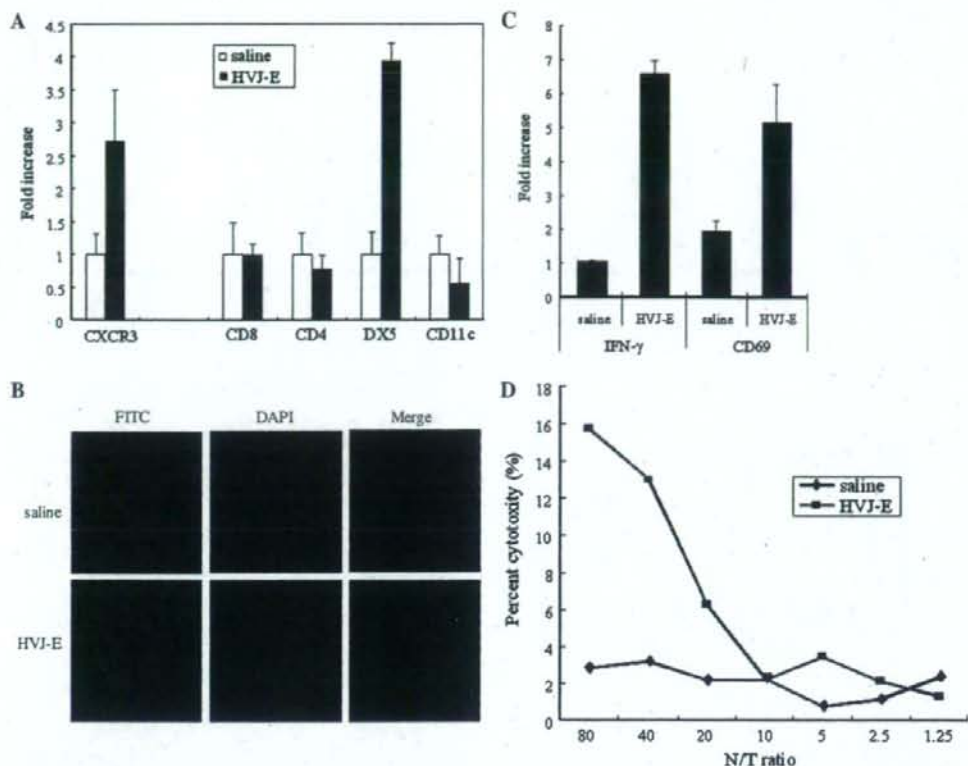 A
Fold increase
4.5
4
3.5
3
2.5
2
1.5
1
0.5
0
saline
HVJ-E
CXCR3 CD8 CD4 DX5 CD11c
C
Fold increase
8
7
6
5
4
3
2
1
0
saline HVJ-E saline HVJ-E
IFN-γ CD69
B
FITC DAPI Merge
saline
HVJ-E
D
Percent cytotoxity (%)
18
16
14
12
10
8
6
4
2
0
saline
HVJ-E
80 40 20 10 5 2.5 1.25
N/T ratio